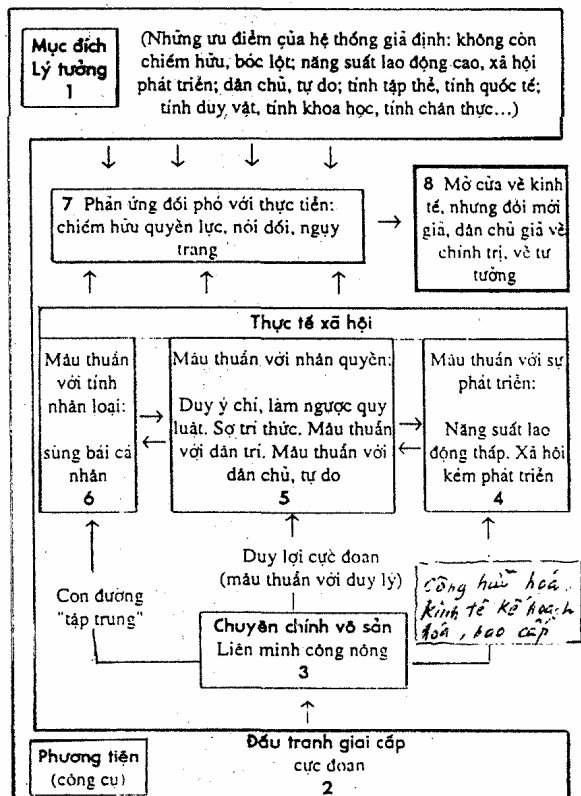 Mục đích
Lý tưởng
1
(Những ưu điểm của hệ thống giả định: không còn
chiếm hữu, bóc lột; năng suất lao động cao, xã hội
phát triển; dân chủ, tự do; tính tập thể, tính quốc tế;
tính duy vật, tính khoa học, tính chân thực...)
7 Phản ứng đối phó với thực tiễn:
chiếm hữu quyền lực, nói dối, ngụy
trang
8 Mở cửa về kinh
tế, nhưng đổi mới
giả, dân chủ giả về
chính trị, về tư
tưởng
Thực tế xã hội
Mâu thuẫn
với tính
nhân loại:
sùng bái cá
nhân
6
Mâu thuẫn với nhân quyền:
Duy ý chí, làm ngược quy
luật. Sợ trí thức. Mâu thuẫn
với dân trí. Mâu thuẫn với
dân chủ, tự do
5
Mâu thuẫn với sự
phát triển:
Năng suất lao
động thấp. Xã hội
kém phát triển
4
Duy lợi cực đoan
(mâu thuẫn với duy lý)
Con đường
"tập trung"
Công hữu hoá.
Kinh tế kế hoạch
hoá, bao cấp
Chuyên chính vô sản
Liên minh công nông
3
Phương tiện
(công cụ)
Đấu tranh giai cấp
cực đoan
2